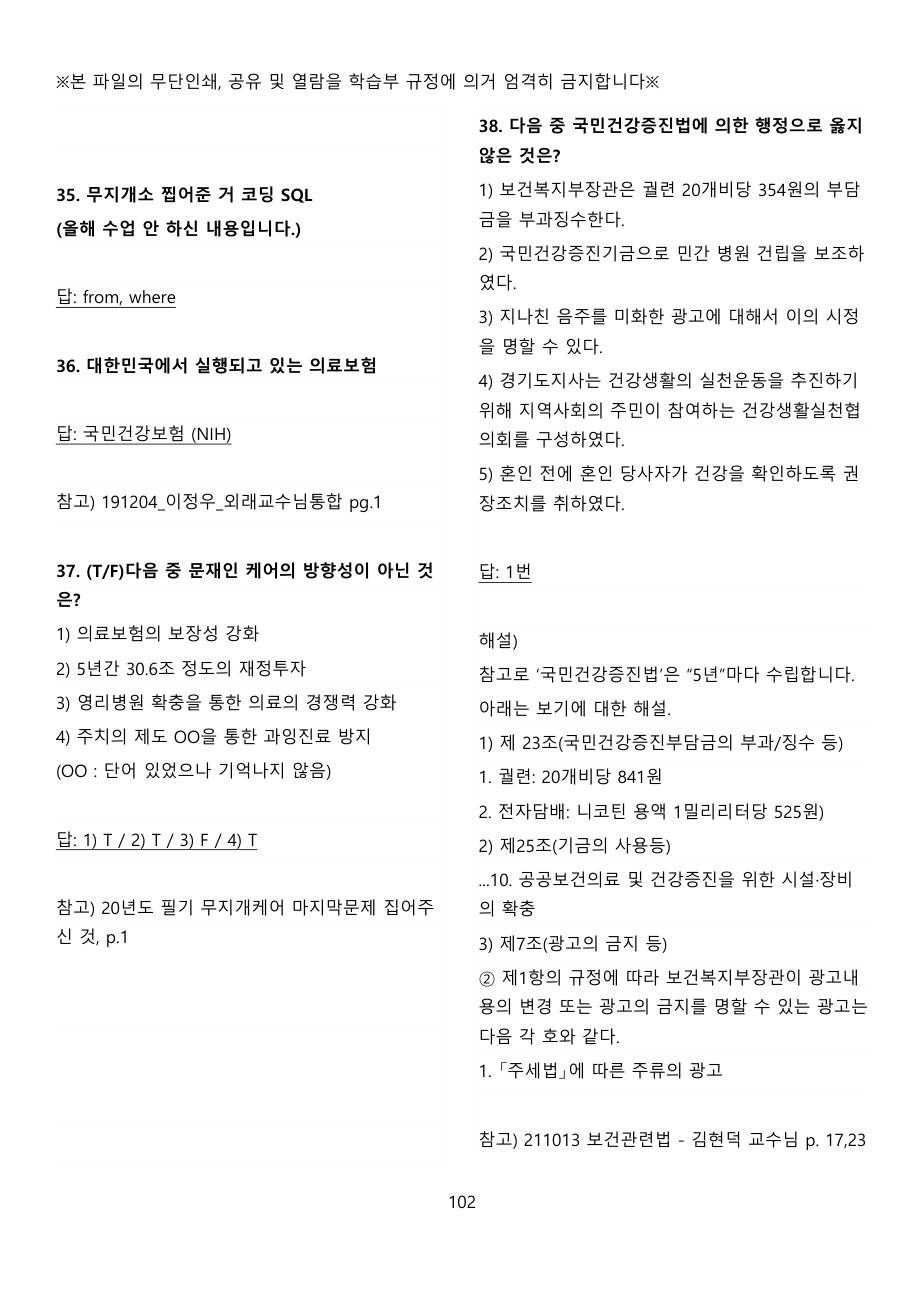 ※본 파일의 무단인쇄, 공유 및 열람을 학습부 규정에 의거 엄격히 금지합니다※
35. 무지개소 찝어준 거 코딩 SQL
(올해 수업 안 하신 내용입니다.)
답: from, where
36. 대한민국에서 실행되고 있는 의료보험
답: 국민건강보험 (NIH)
참고) 191204_이정우_외래교수님통합 pg.1
37. (T/F)다음 중 문재인 케어의 방향성이 아닌 것
은?
1) 의료보험의 보장성 강화
2) 5년간 30.6조 정도의 재정투자
3) 영리병원 확충을 통한 의료의 경쟁력 강화
4) 주치의 제도 OO을 통한 과잉진료 방지
(OO : 단어 있었으나 기억나지 않음)
답: 1) T / 2) T / 3) F / 4) T
참고) 20년도 필기 무지개케어 마지막문제 집어주
신 것, p.1
38. 다음 중 국민건강증진법에 의한 행정으로 옳지
않은 것은?
1) 보건복지부장관은 궐련 20개비당 354원의 부담
금을 부과징수한다.
2) 국민건강증진기금으로 민간 병원 건립을 보조하
였다.
3) 지나친 음주를 미화한 광고에 대해서 이의 시정
을 명할 수 있다.
4) 경기도지사는 건강생활의 실천운동을 추진하기
위해 지역사회의 주민이 참여하는 건강생활실천협
의회를 구성하였다.
5) 혼인 전에 혼인 당사자가 건강을 확인하도록 권
장조치를 취하였다.
답: 1번
해설)
참고로 ‘국민건강증진법’은 “5년”마다 수립합니다.
아래는 보기에 대한 해설.
1) 제 23조(국민건강증진부담금의 부과/징수 등)
1. 궐련: 20개비당 841원
2. 전자담배: 니코틴 용액 1밀리리터당 525원)
2) 제25조(기금의 사용등)
...10. 공공보건의료 및 건강증진을 위한 시설·장비
의 확충
3) 제7조(광고의 금지 등)
② 제1항의 규정에 따라 보건복지부장관이 광고내
용의 변경 또는 광고의 금지를 명할 수 있는 광고는
다음 각 호와 같다.
1. 「주세법」에 따른 주류의 광고
참고) 211013 보건관련법 - 김현덕 교수님 p. 17,23
102